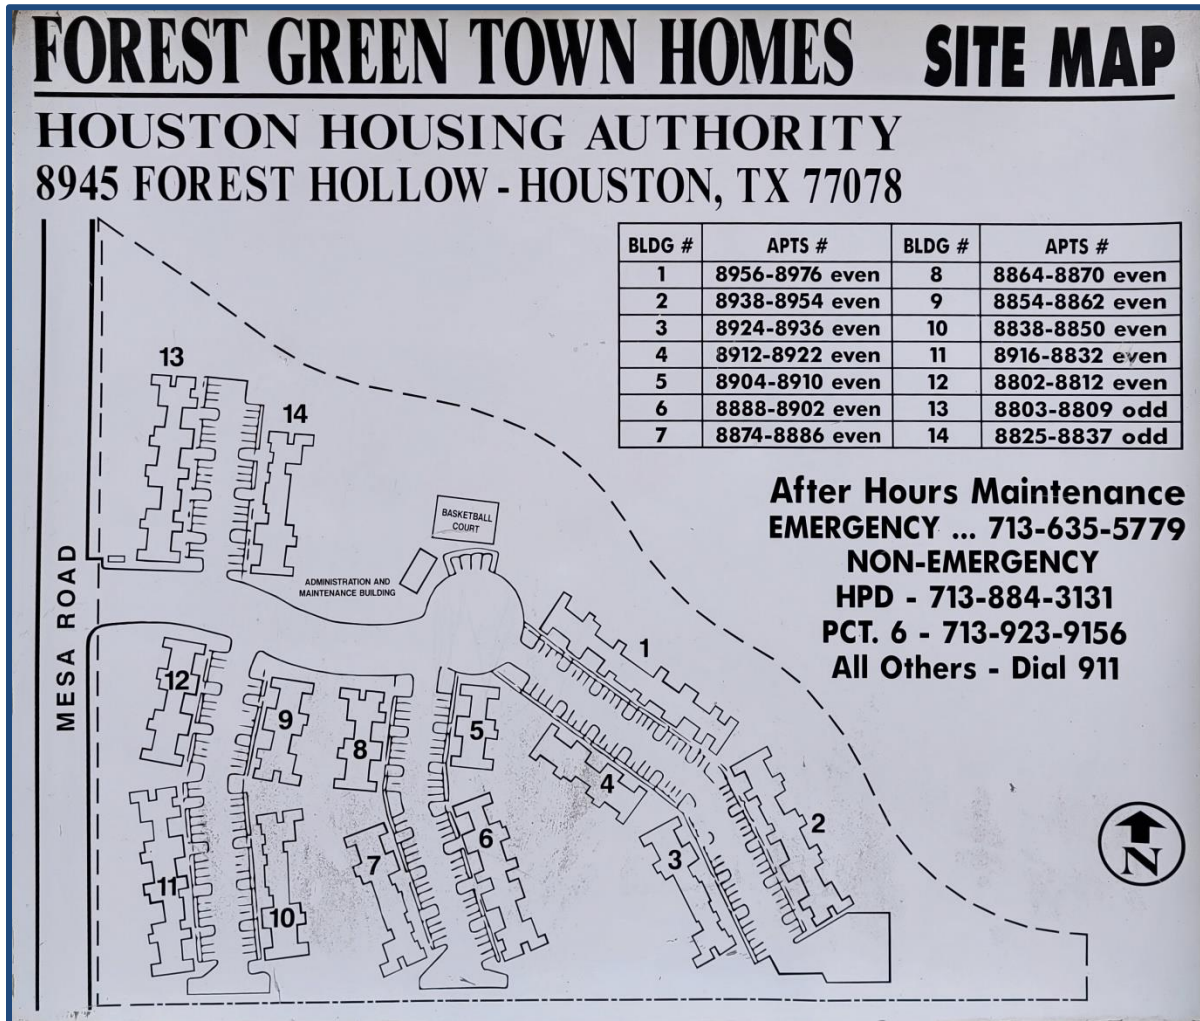 FOREST GREEN TOWN HOMES SITE MAP
HOUSTON HOUSING AUTHORITY
8945 FOREST HOLLOW - HOUSTON, TX 77078
BLDG # APTS # BLDG # APTS #
1 8956-8976 even 8 8864-8870 even
2 8938-8954 even 9 8854-8862 even
3 8924-8936 even 10 8838-8850 even
4 8912-8922 even 11 8916-8832 even
5 8904-8910 even 12 8802-8812 even
6 8888-8902 even 13 8803-8809 odd
7 8874-8886 even 14 8825-8837 odd
After Hours Maintenance
EMERGENCY ... 713-635-5779
NON-EMERGENCY
HPD - 713-884-3131
PCT. 6 - 713-923-9156
All Others - Dial 911
13
14
BASKETBALL
COURT
ADMINISTRATION AND
MAINTENANCE BUILDING
MESA ROAD
1
12
9
8
5
4
2
6
7
3
11
10
N